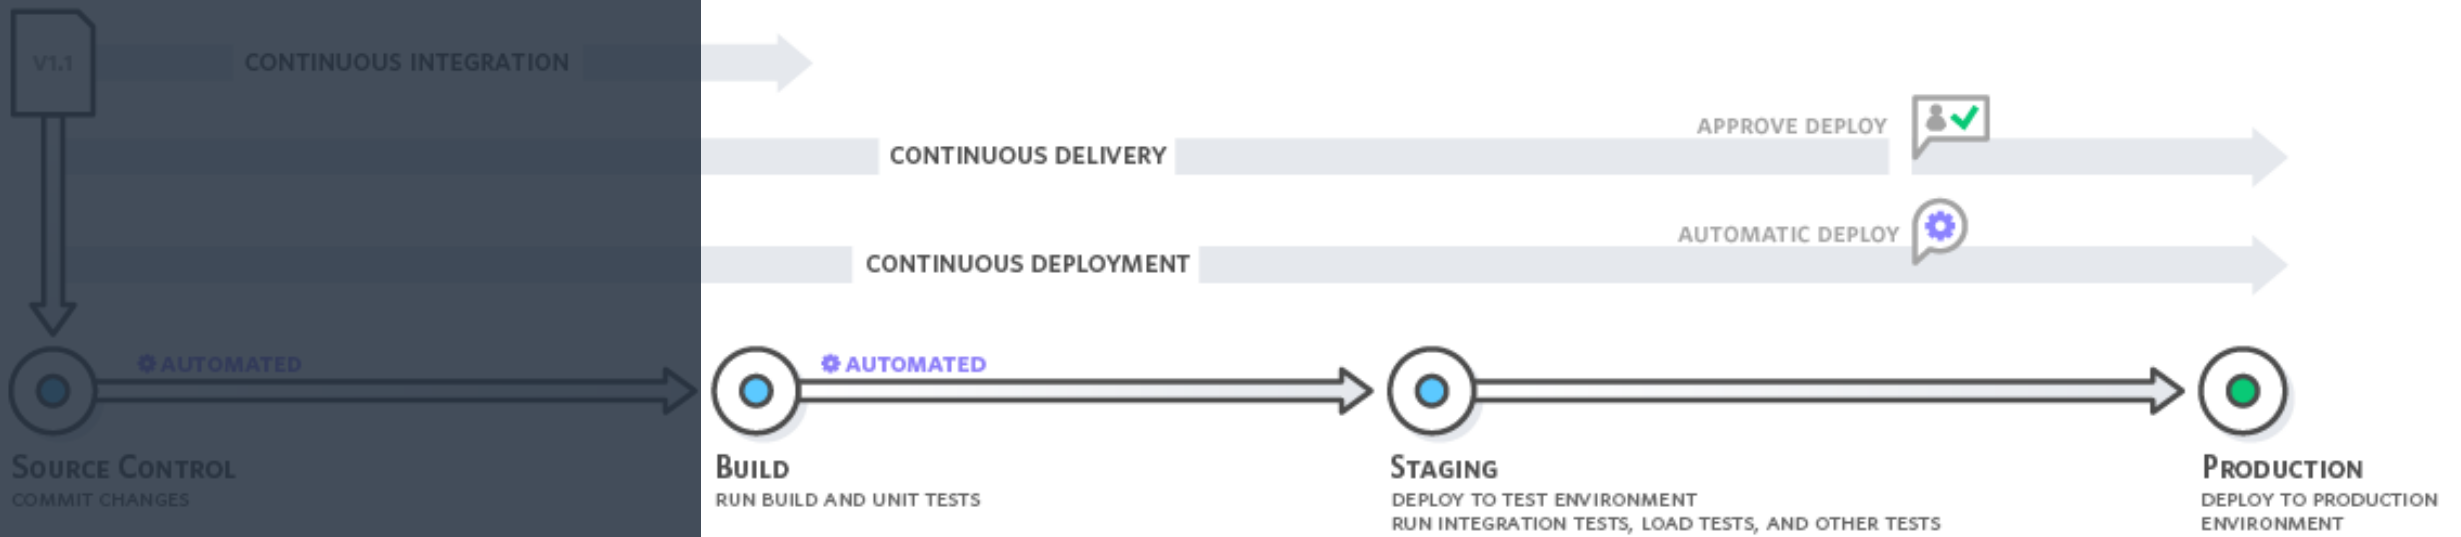 V1.1
CONTINUOUS INTEGRATION
APPROVE DEPLOY
CONTINUOUS DELIVERY
AUTOMATIC DEPLOY
CONTINUOUS DEPLOYMENT
AUTOMATED
AUTOMATED
SOURCE CONTROL
COMMIT CHANGES
BUILD
RUN BUILD AND UNIT TESTS
STAGING
DEPLOY TO TEST ENVIRONMENT
RUN INTEGRATION TESTS, LOAD TESTS, AND OTHER TESTS
PRODUCTION
DEPLOY TO PRODUCTION
ENVIRONMENT